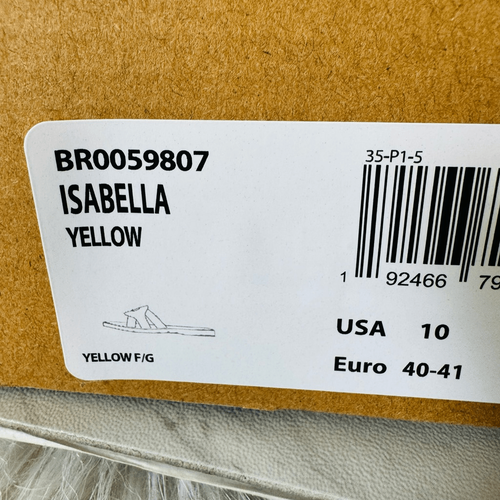 BR0059807
ISABELLA
YELLOW
YELLOW F/G
35-P1-5
1 92466 79
USA 10
Euro 40-41